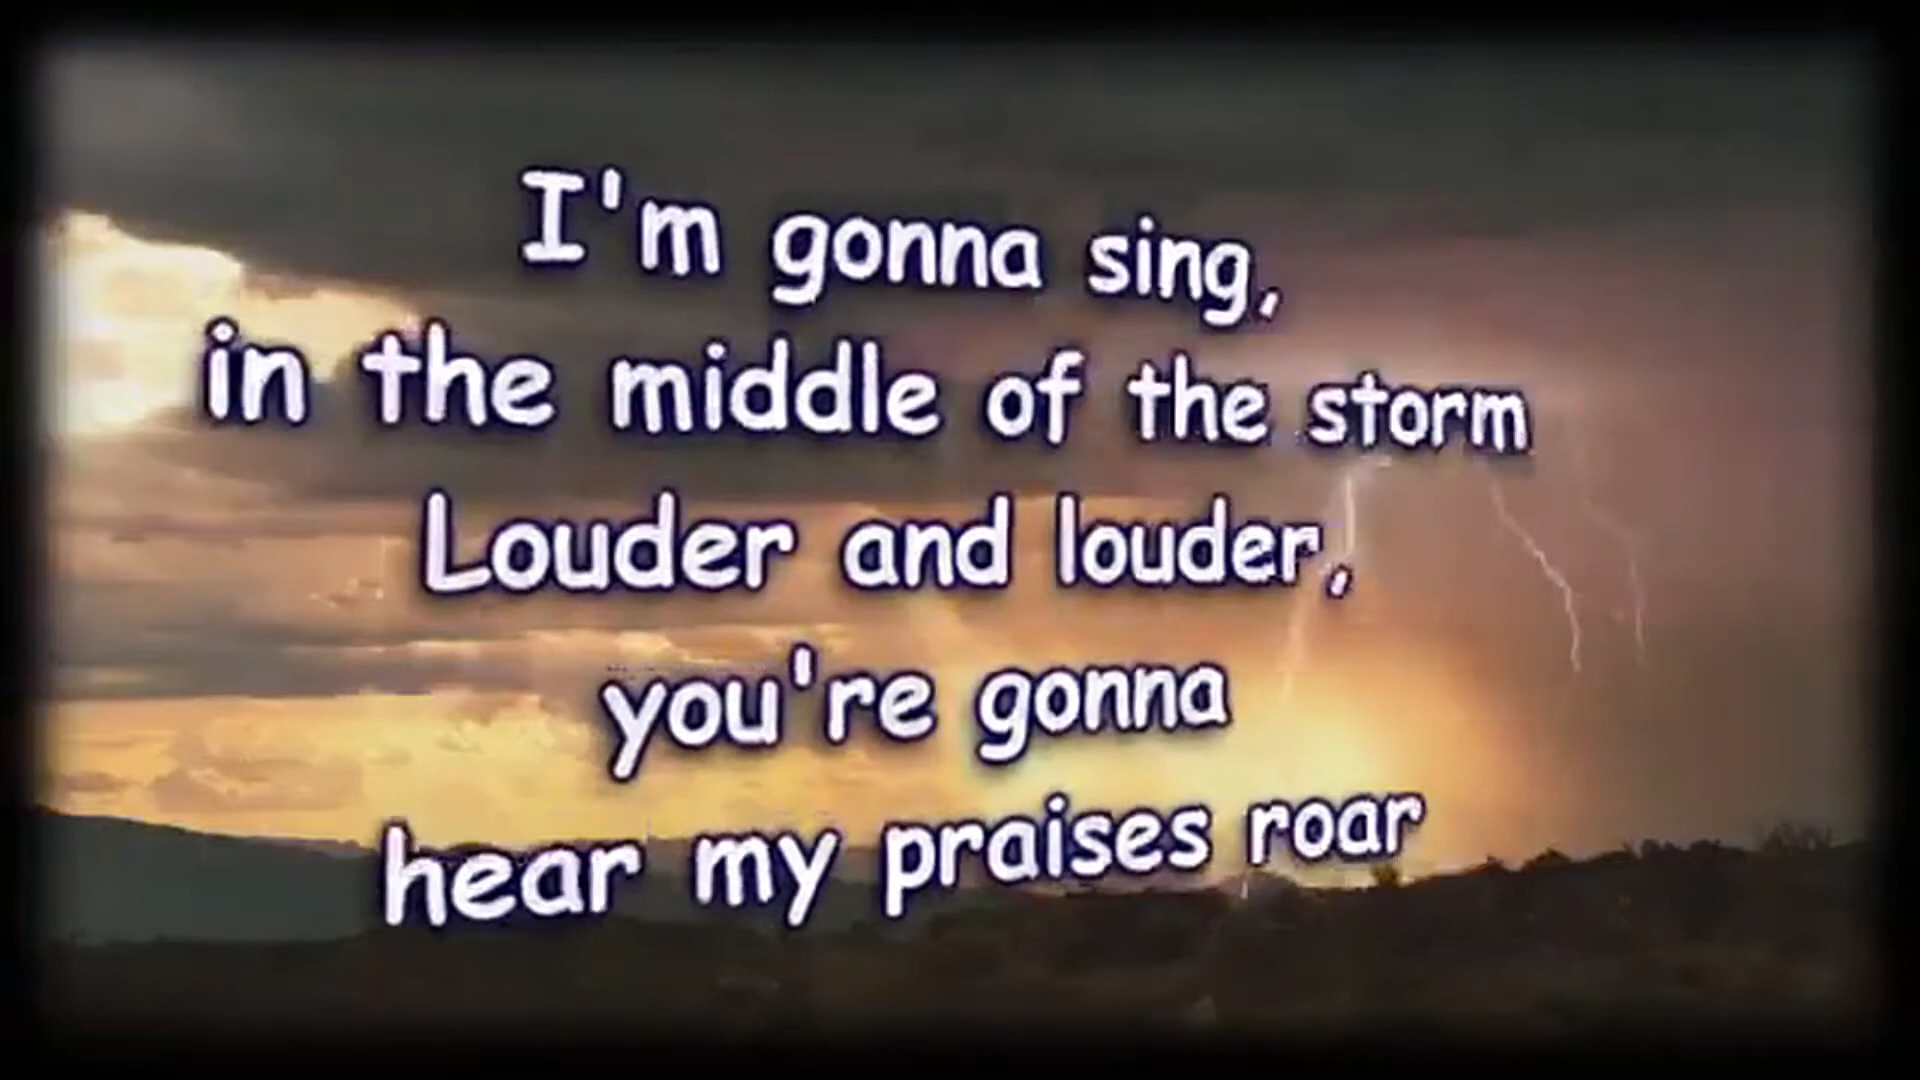 I'm gonna sing,
in the middle of the storm
Louder and louder,
you're gonna
hear my praises roar